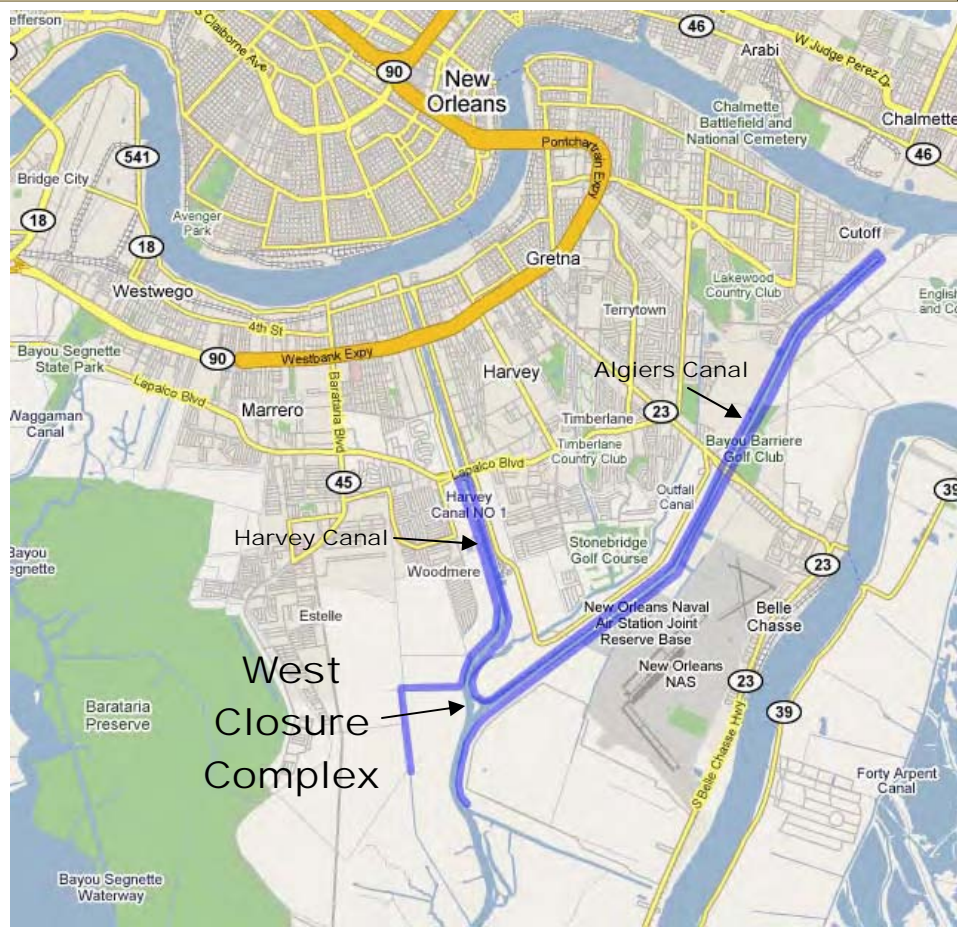 efferson
S Claiborne Ave
90
New
Orleans
46
Arabi
W Judge Perez Dr
Chalmette
Battlefield and
National Cemetery
Chalmette
46
541
Bridge City
18
Pontchartrain Expy
Avenger
Park
18
Cutoff
Gretna
Westwego
Lakewood
Country Club
English
and Co
4th St
Terrytown
Bayou Segnette
State Park
90
Westbank Expy
Harvey
Algiers Canal
Lapalco Blvd
Barataria Blvd
Marrero
Waggaman
Canal
Timberlane
23
Timberlane
Country Club
Bayou Barriere
Golf Club
Lapalco Blvd
45
Harvey
Canal NO 1
Outfall
Canal
39
Harvey Canal
Stonebridge
Golf Course
Bayou
egnette
Woodmere
23
Estelle
New Orleans Naval
Air Station Joint
Reserve Base
Belle
Chasse
West
Closure
Complex
New Orleans
NAS
23
39
Barataria
Preserve
S Belle Chasse Hwy
Forty Arpent
Canal
Bayou Segnette
Waterway